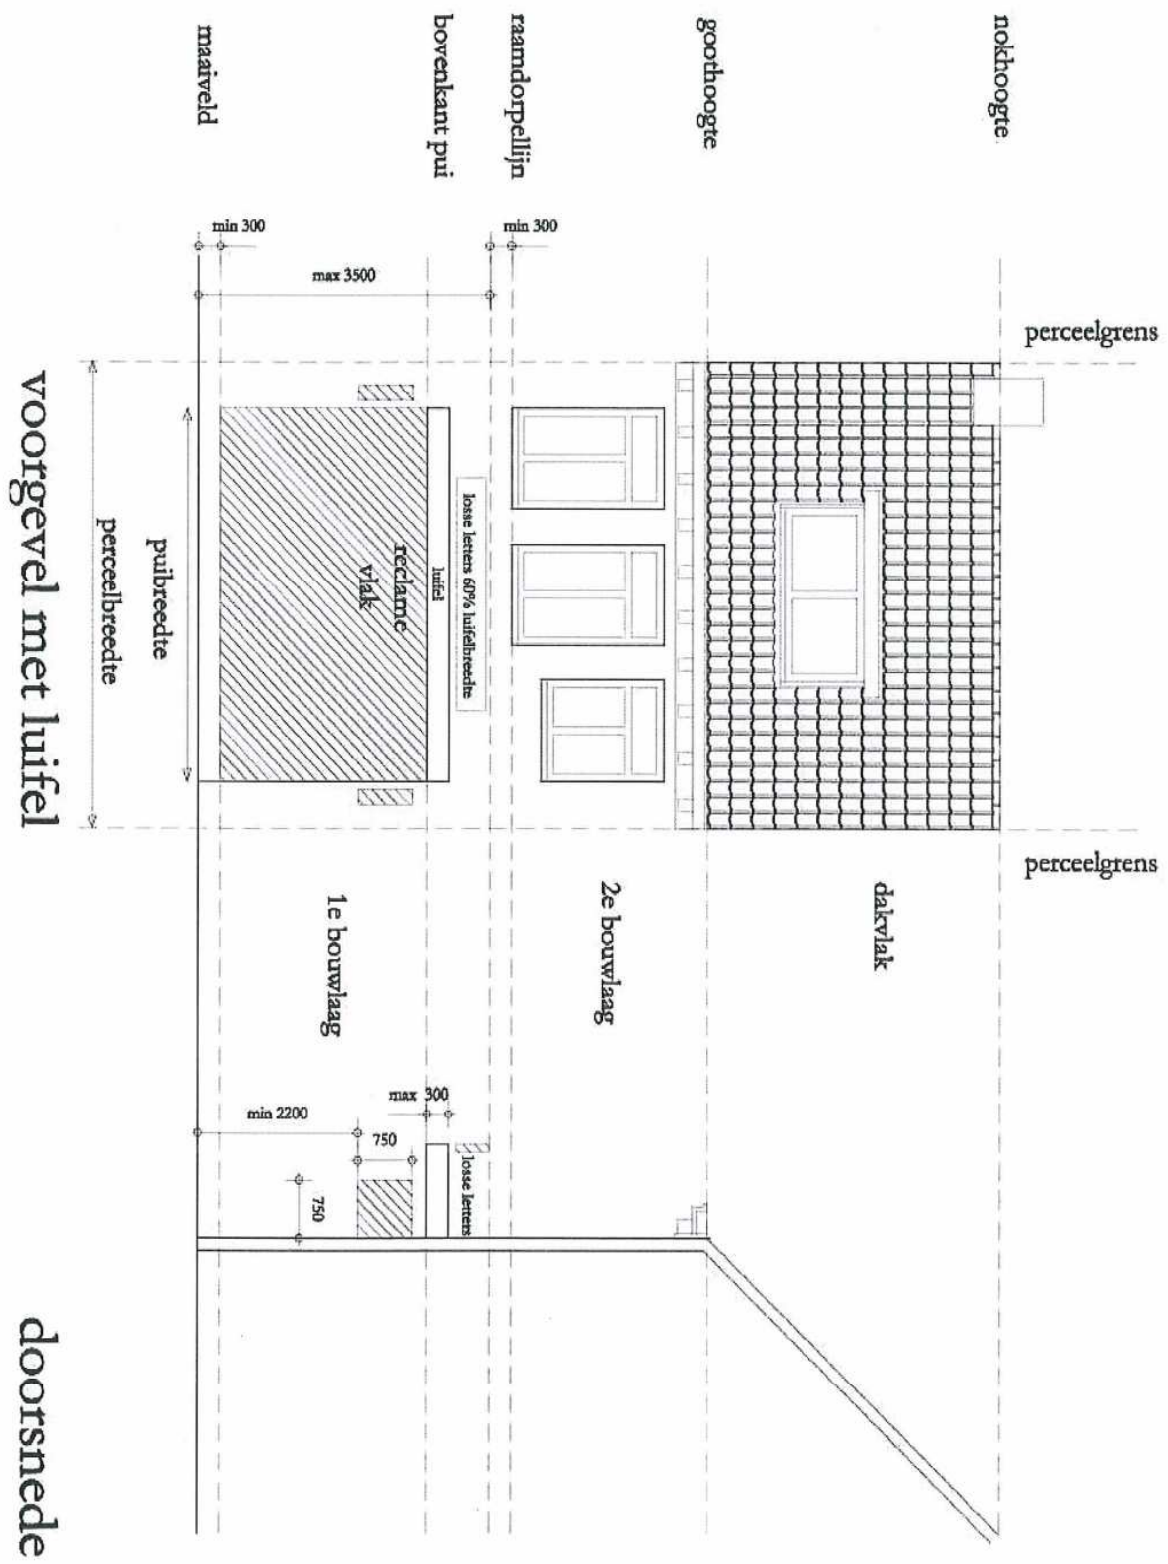 nokhoogte
goothoogte
raamdorpellijn
bovenkant pui
maaiveld
perceelgrens
perceelgrens
min 300
min 300
max 3500
losse letters 60% luifelbreedte
luifel
reclame
vlak
puibreedte
perceelbreedte
dakvlak
2e bouwlaag
1e bouwlaag
losse letters
max 300
750
min 2200
750
voorgevel met luifel
doorsnede